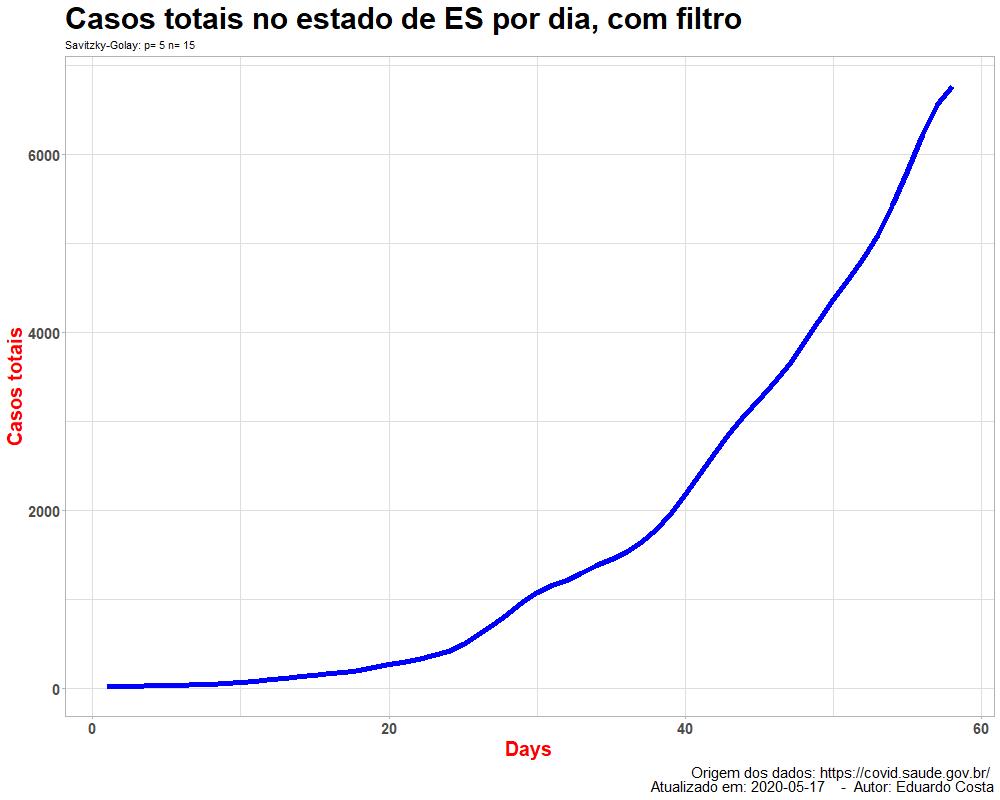 Casos totais no estado de ES por dia, com filtro
Savitzky-Golay: p= 5 n= 15
Casos totais
6000
4000
2000
0
0 20 40 60
Days
Origem dos dados: https://covid.saude.gov.br/
Atualizado em: 2020-05-17 - Autor: Eduardo Costa